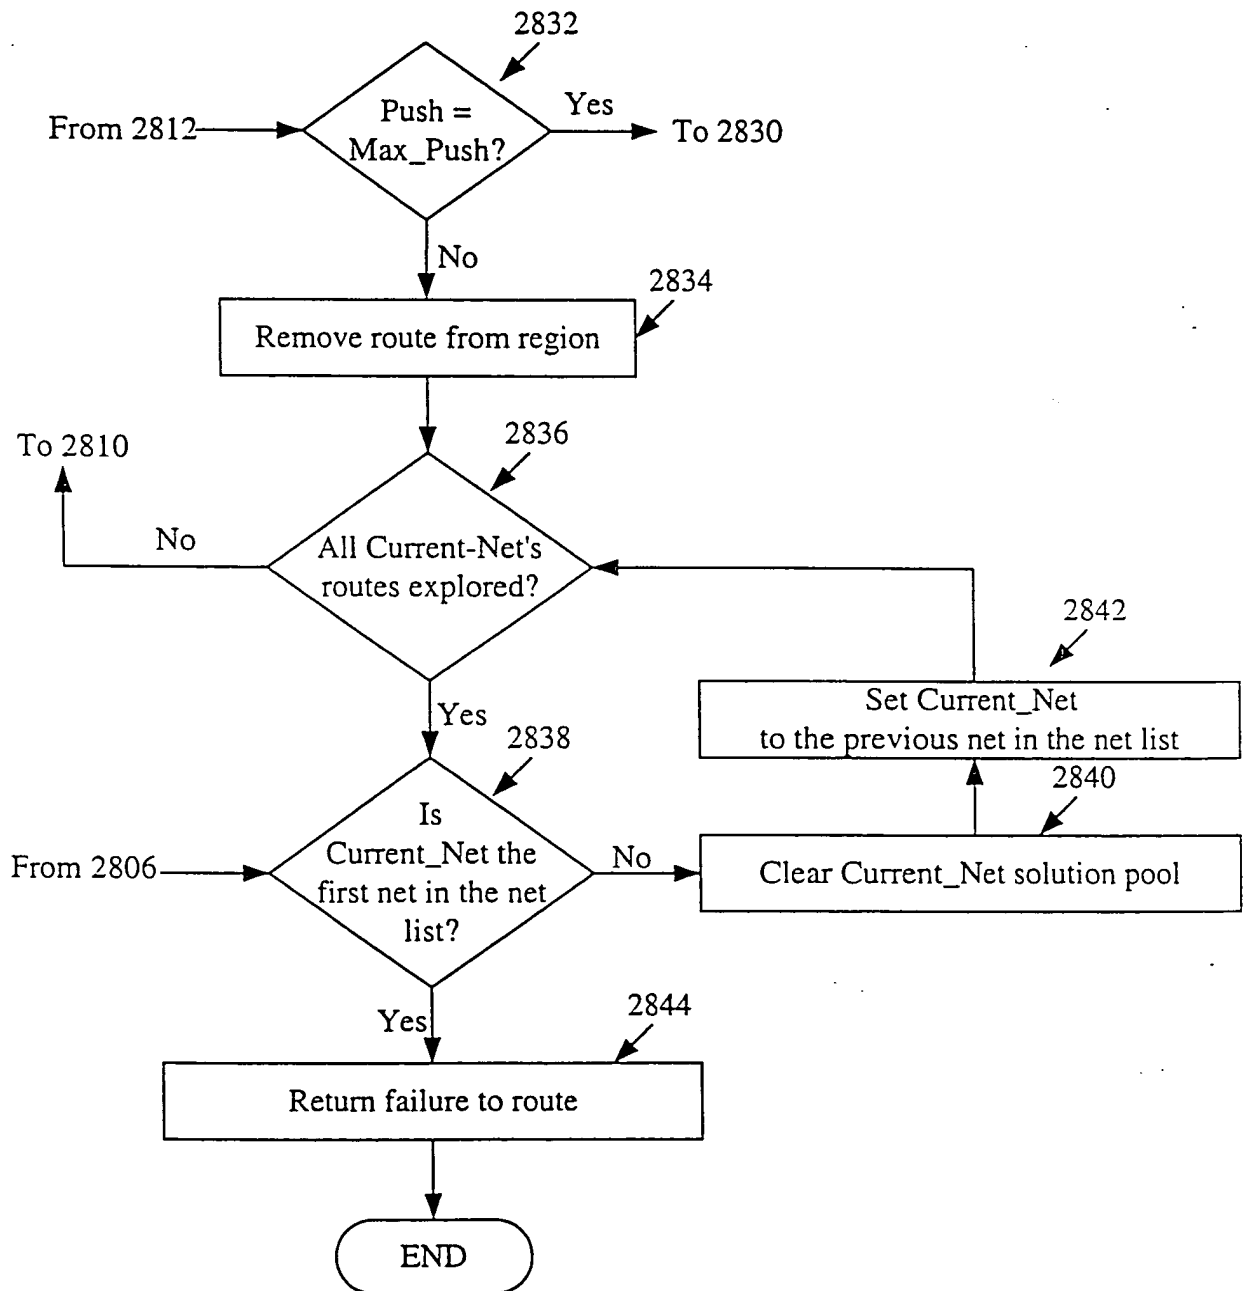 2832
Push =
Max_Push?
From 2812
Yes
To 2830
No
2834
Remove route from region
2836
To 2810
No
All Current-Net's
routes explored?
2842
Set Current_Net
to the previous net in the net list
Yes
2838
2840
Is
Current_Net the
first net in the net
list?
From 2806
No
Clear Current_Net solution pool
Yes
2844
Return failure to route
END